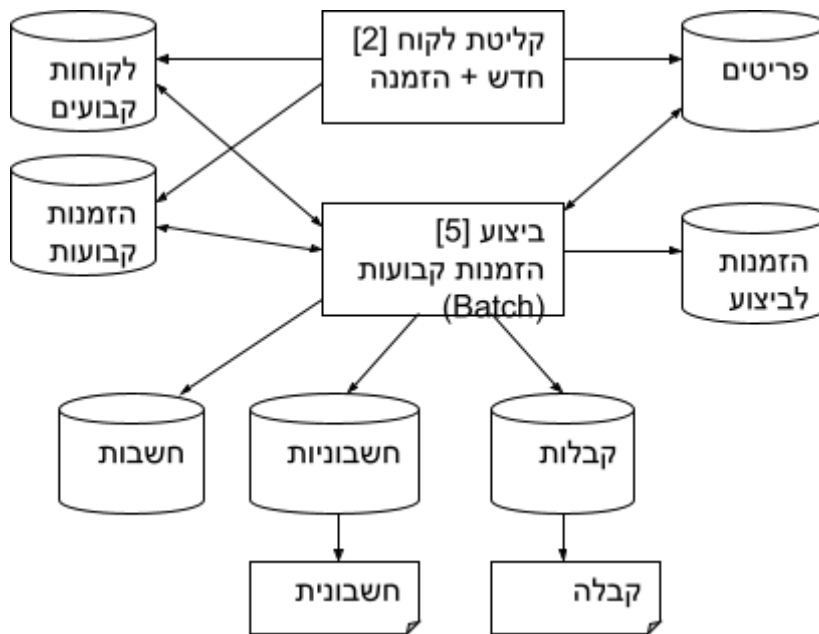 לקוחות
קבועים
קליטת לקוח [2]
חדש + הזמנה
פריטים
הזמנות
קבועות
ביצוע [5]
הזמנות קבועות
(Batch)
הזמנות
לביצוע
חשבות
חשבוניות
קבלות
חשבונית
קבלה